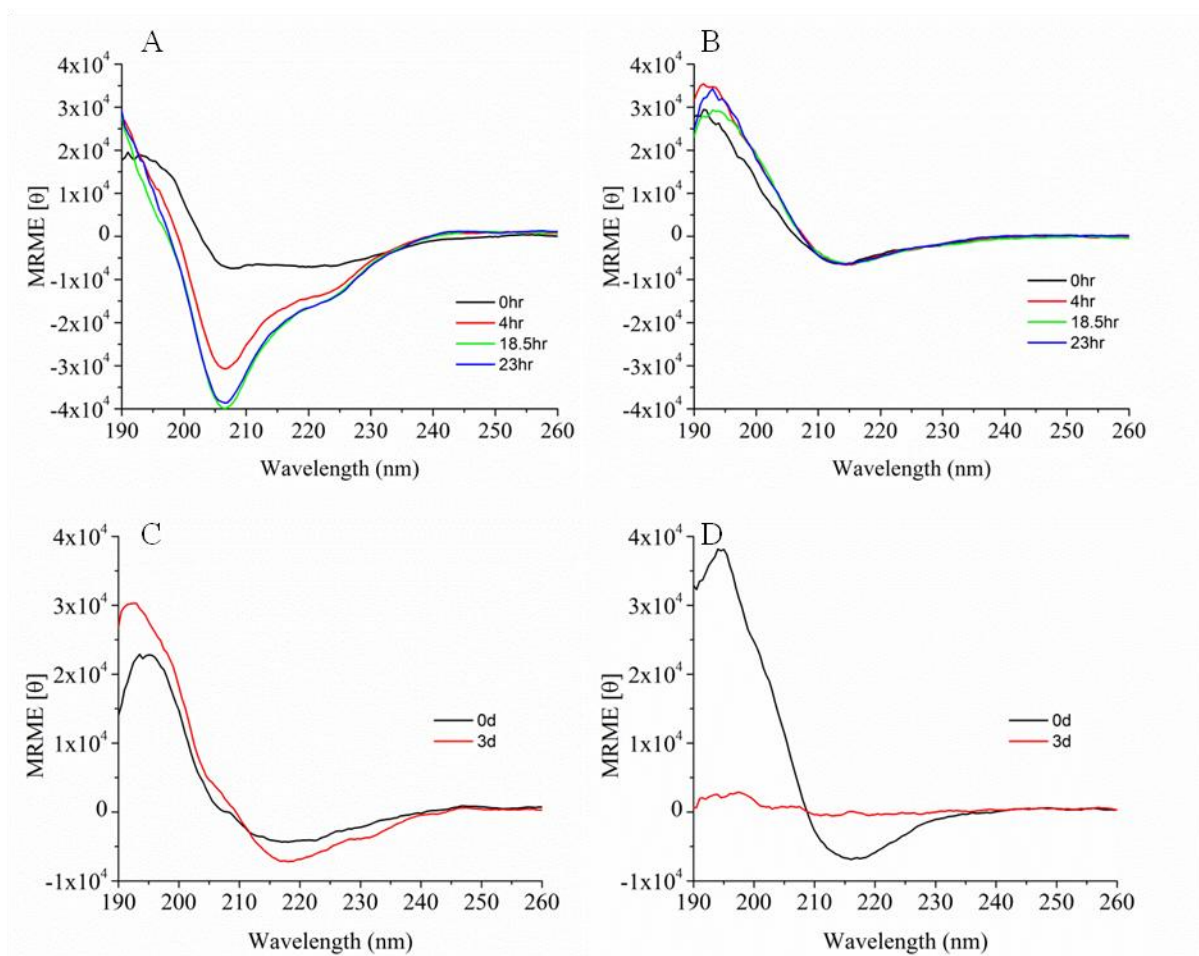 A
4x10⁴
3x10⁴
2x10⁴
1x10⁴
0
-1x10⁴
-2x10⁴
-3x10⁴
-4x10⁴
MRME [θ]
190 200 210 220 230 240 250 260
Wavelength (nm)
0hr
4hr
18.5hr
23hr
B
4x10⁴
3x10⁴
2x10⁴
1x10⁴
0
-1x10⁴
-2x10⁴
-3x10⁴
-4x10⁴
MRME [θ]
190 200 210 220 230 240 250 260
Wavelength (nm)
0hr
4hr
18.5hr
23hr
C
4x10⁴
3x10⁴
2x10⁴
1x10⁴
0
-1x10⁴
MRME [θ]
190 200 210 220 230 240 250 260
Wavelength (nm)
0d
3d
D
4x10⁴
3x10⁴
2x10⁴
1x10⁴
0
-1x10⁴
MRME [θ]
190 200 210 220 230 240 250 260
Wavelength (nm)
0d
3d